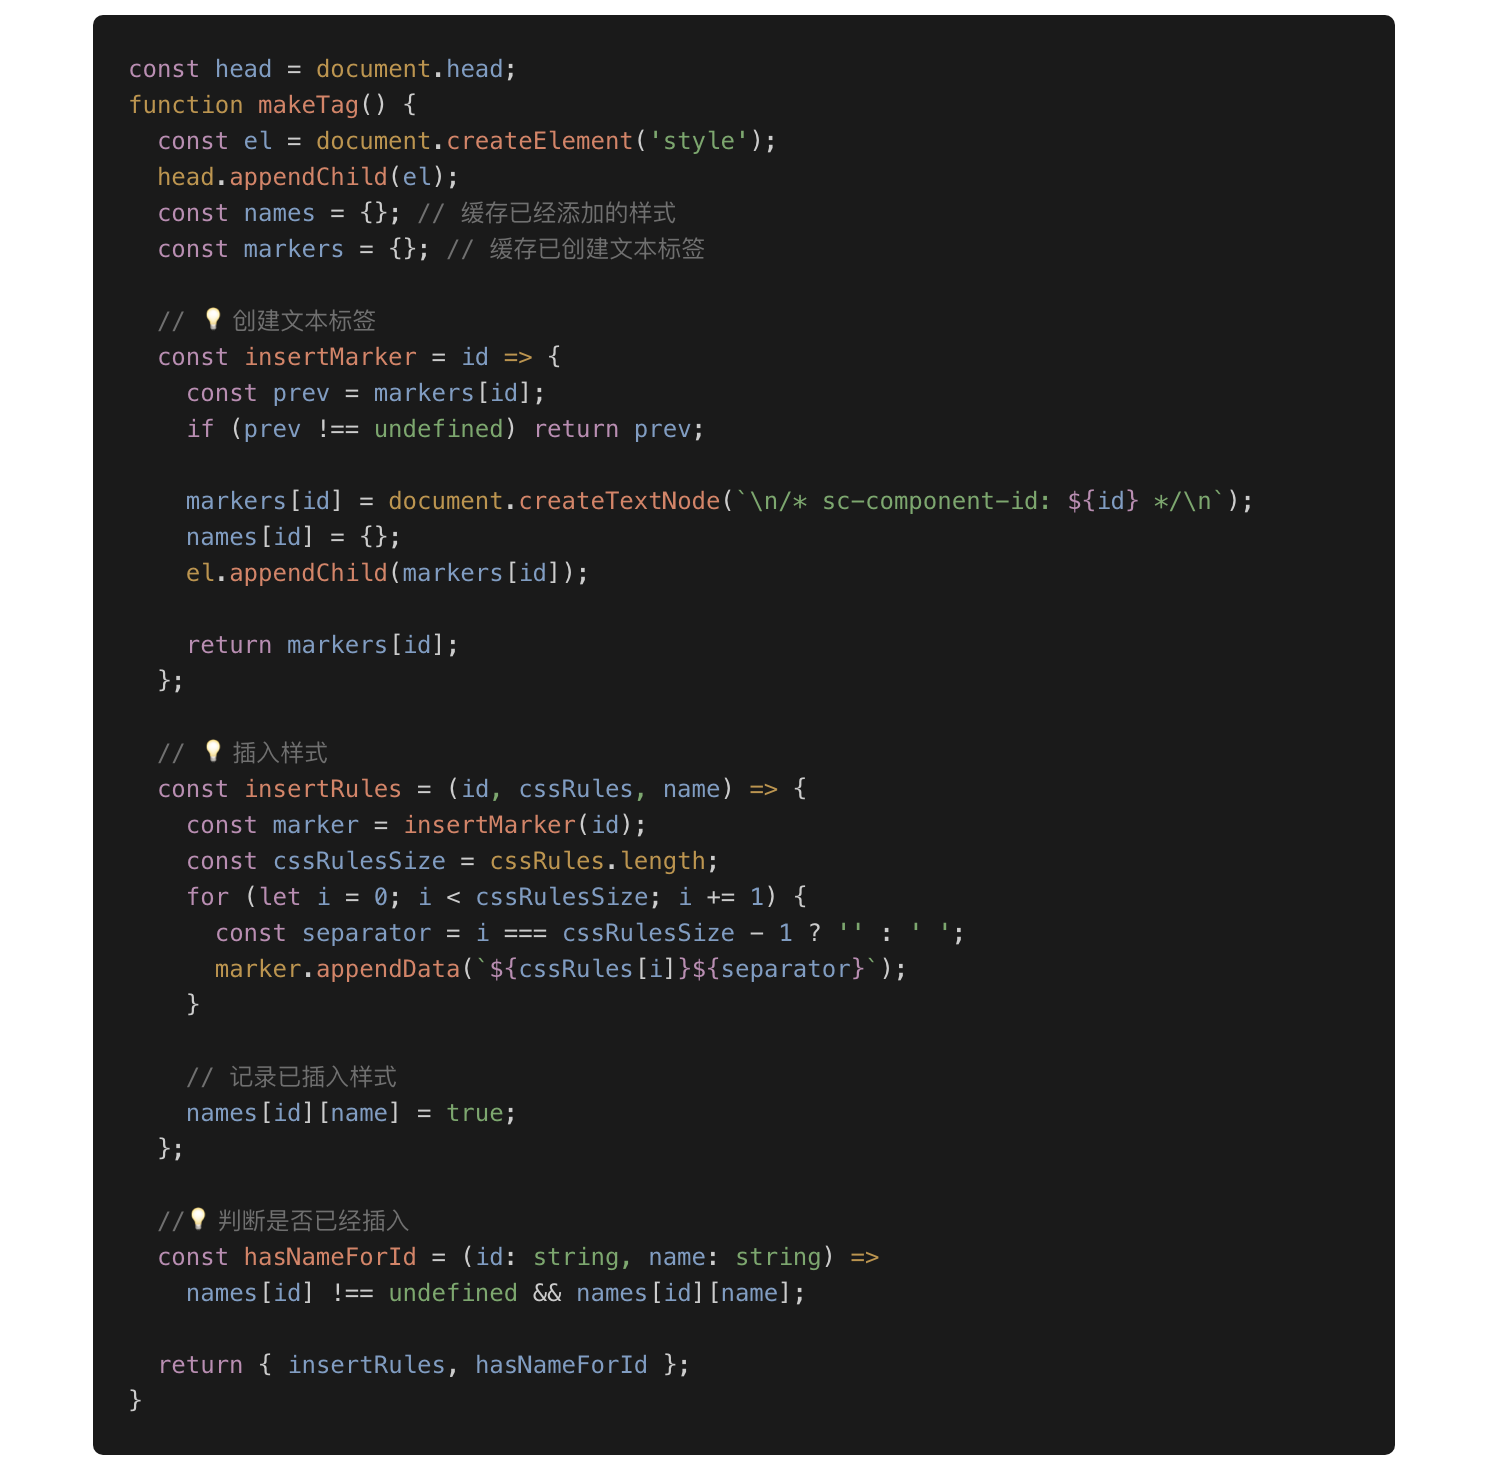 const head = document.head;
function makeTag() {
  const el = document.createElement('style');
  head.appendChild(el);
  const names = {}; // 缓存已经添加的样式
  const markers = {}; // 缓存已创建文本标签

  // 💡 创建文本标签
  const insertMarker = id => {
    const prev = markers[id];
    if (prev !== undefined) return prev;

    markers[id] = document.createTextNode(`\n/* sc-component-id: ${id} */\n`);
    names[id] = {};
    el.appendChild(markers[id]);

    return markers[id];
  };

  // 💡 插入样式
  const insertRules = (id, cssRules, name) => {
    const marker = insertMarker(id);
    const cssRulesSize = cssRules.length;
    for (let i = 0; i < cssRulesSize; i += 1) {
      const separator = i === cssRulesSize - 1 ? '' : ' ';
      marker.appendData(`${cssRules[i]}${separator}`);
    }

    // 记录已插入样式
    names[id][name] = true;
  };

  //💡 判断是否已经插入
  const hasNameForId = (id: string, name: string) =>
    names[id] !== undefined && names[id][name];

  return { insertRules, hasNameForId };
}